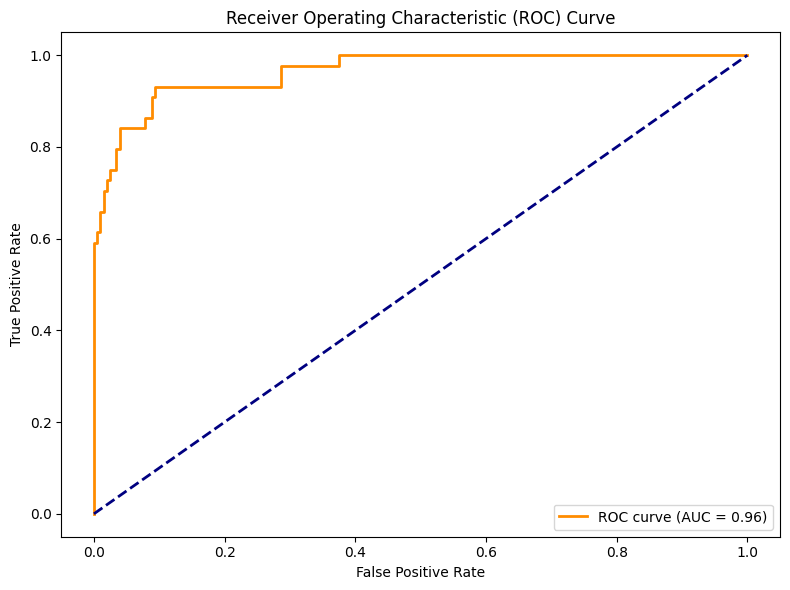 Receiver Operating Characteristic (ROC) Curve
1.0
0.8
0.6
0.4
0.2
0.0
True Positive Rate
ROC curve (AUC = 0.96)
0.0 0.2 0.4 0.6 0.8 1.0
False Positive Rate